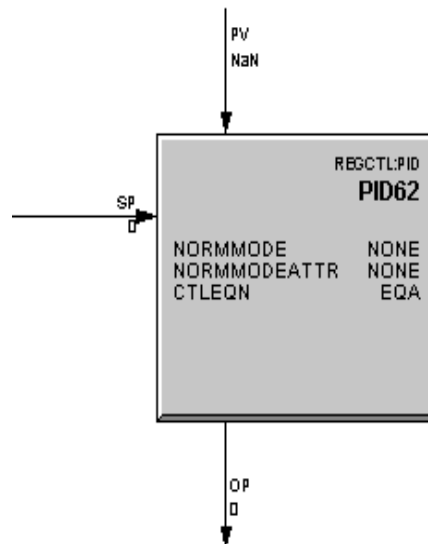 PV
NaN
REGCTL:PID
PID62
SP
0
NORMMODE NONE
NORMMODEATTR NONE
CTLEQN EQA
OP
0